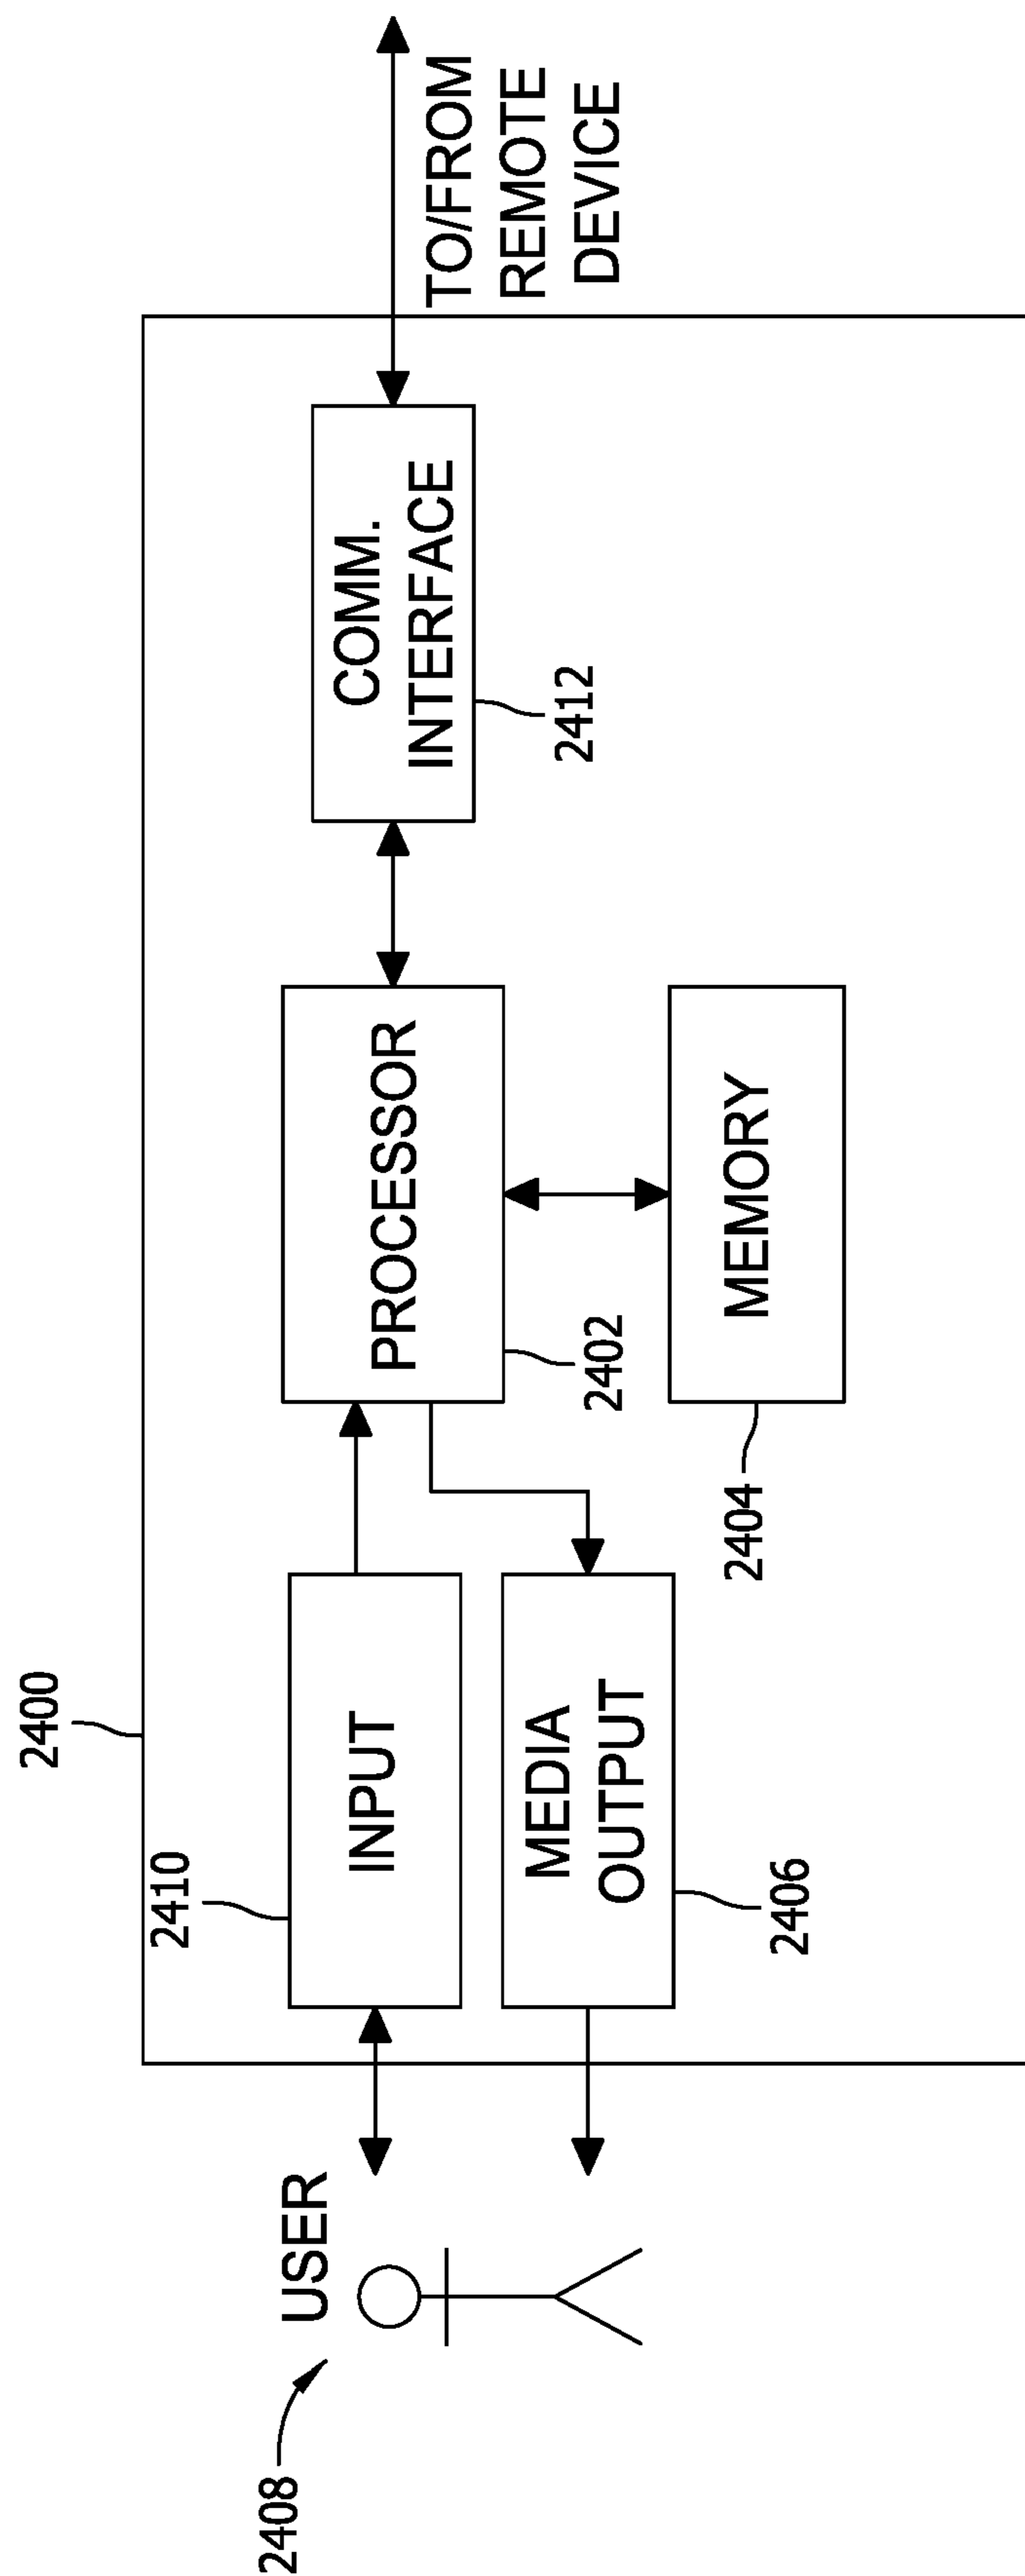 2400
2408
USER
2410
INPUT
MEDIA
OUTPUT
2406
PROCESSOR
2402
MEMORY
2404
COMM.
INTERFACE
2412
TO/FROM
REMOTE
DEVICE